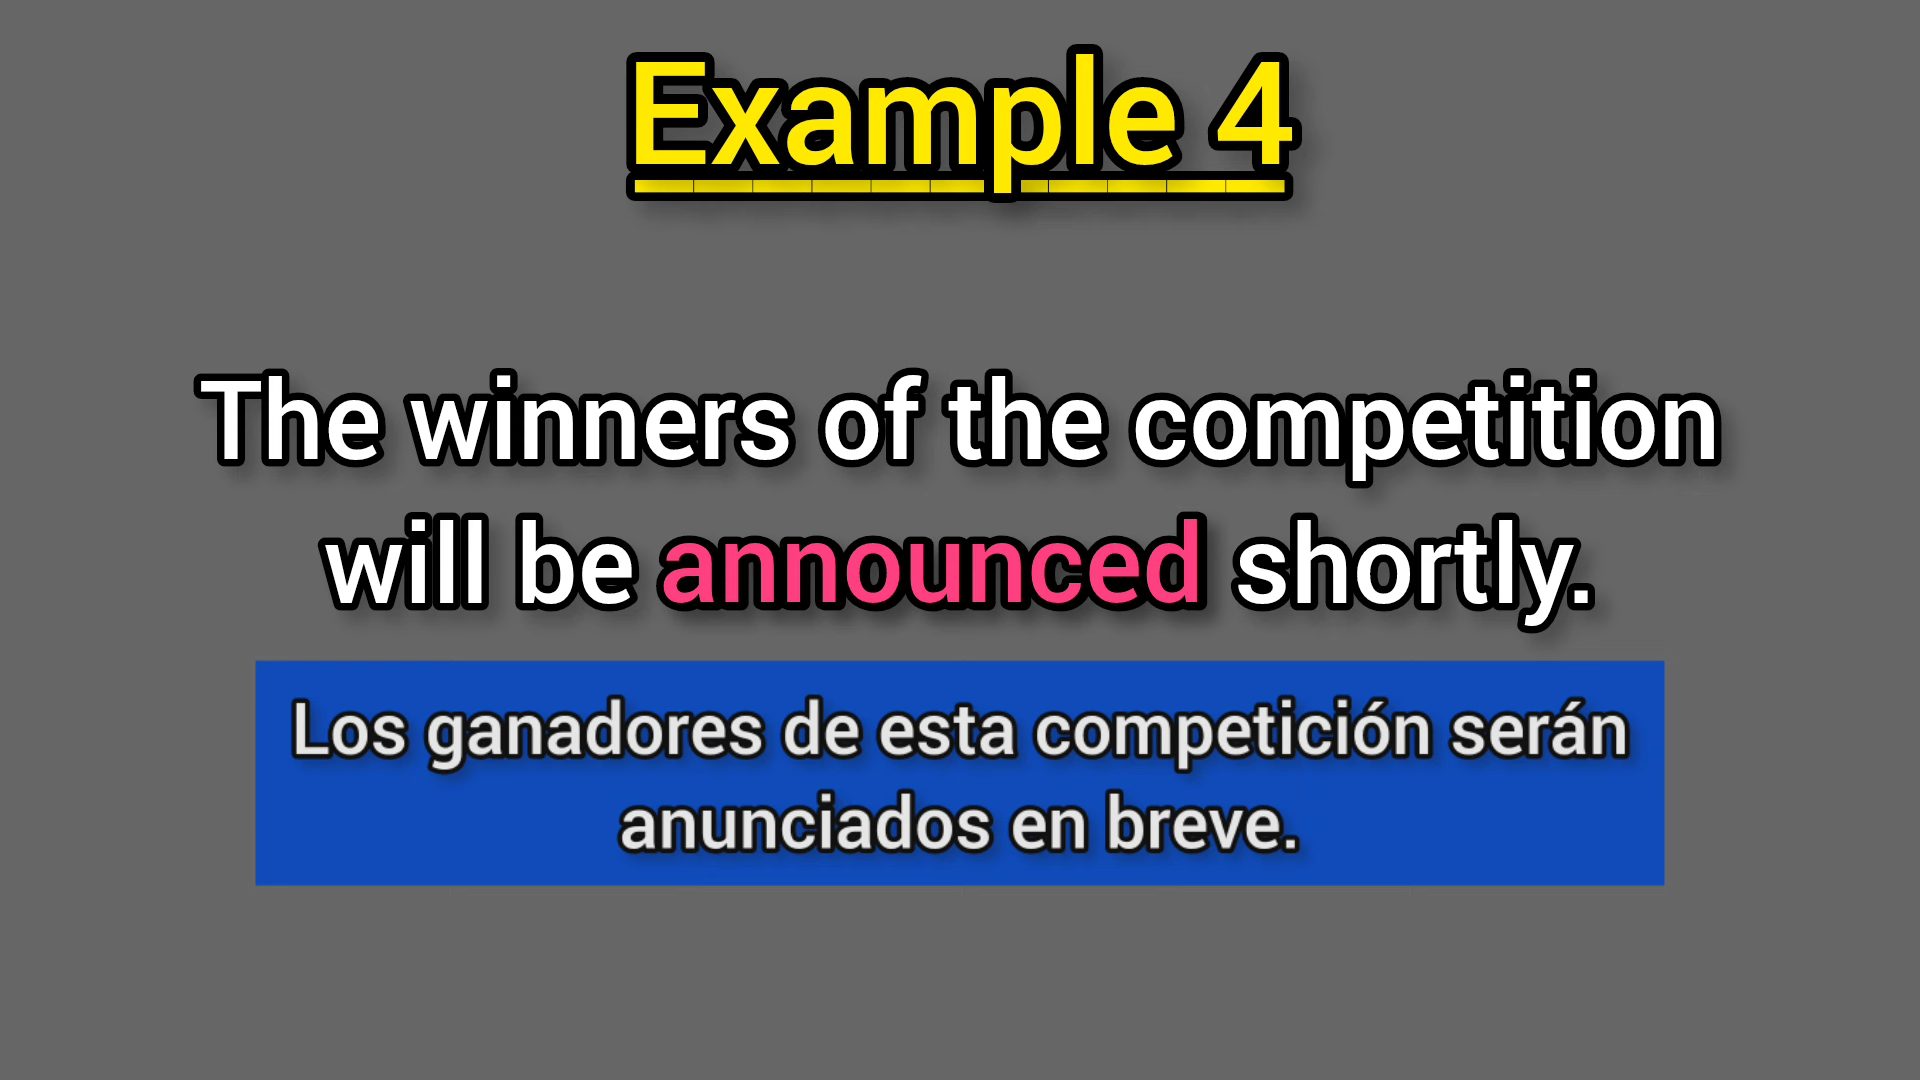 Example 4
The winners of the competition
will be announced shortly.
Los ganadores de esta competición serán
anunciados en breve.